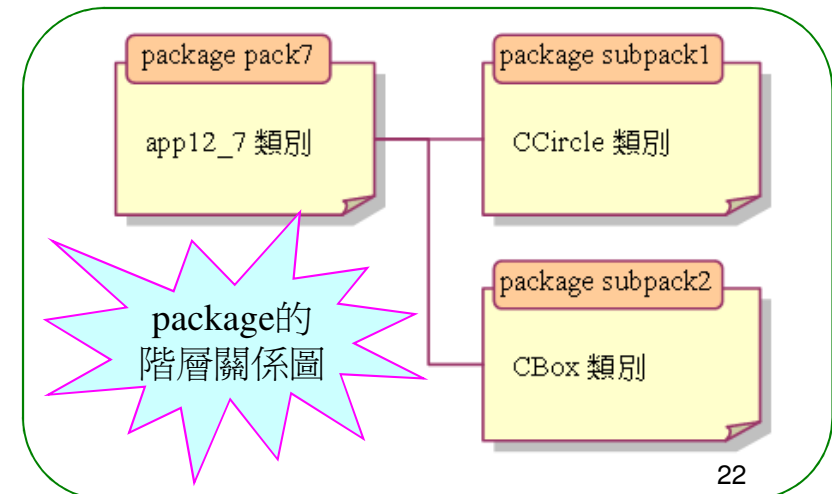 package pack7
app12_7 類別
package subpack1
CCircle 類別
package subpack2
CBox 類別
package的
階層關係圖
22